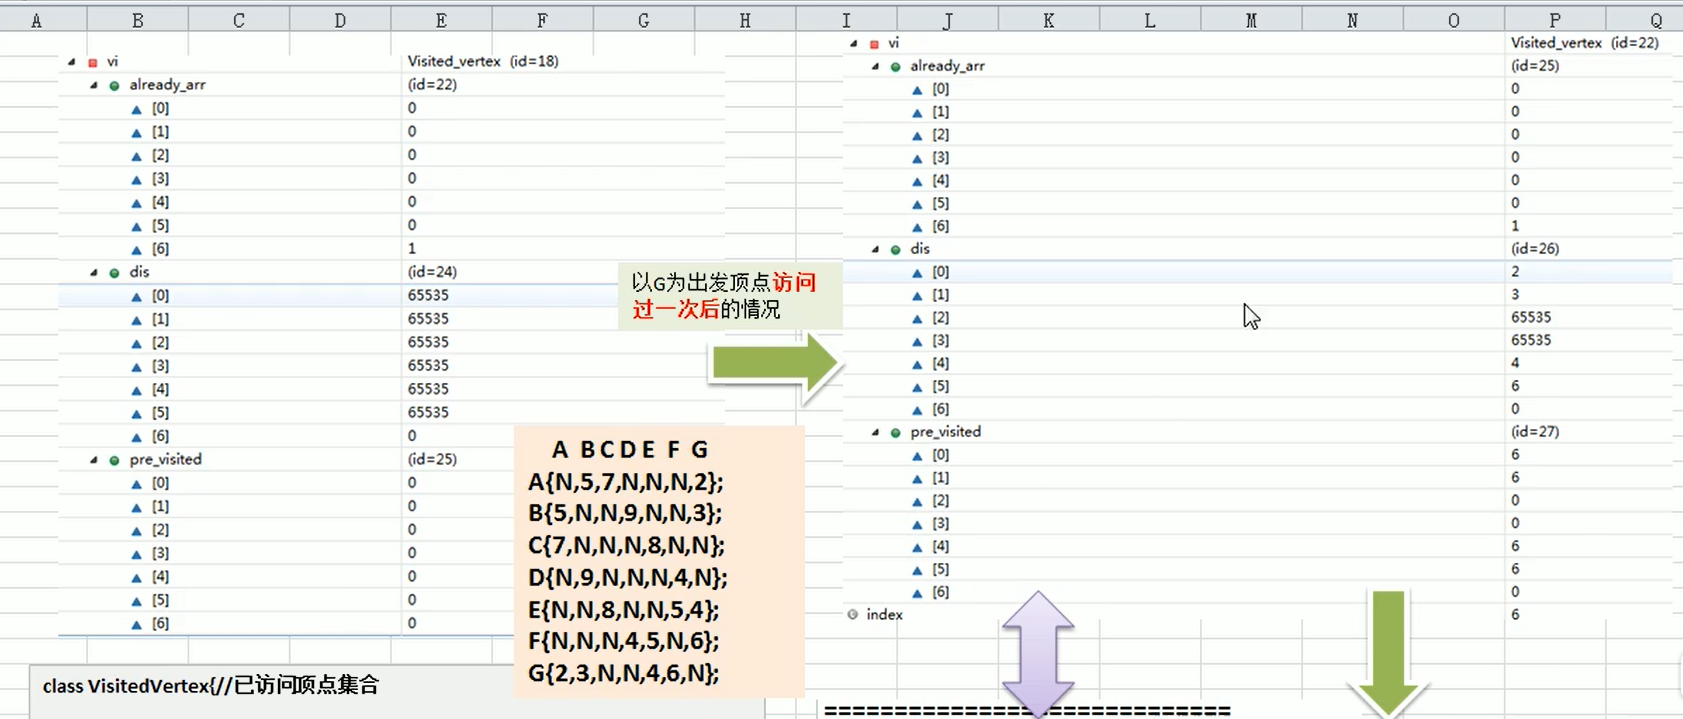 A B C D E F G H I J K L M N O P Q
vi Visited_vertex (id=18)
already_arr (id=22)
[0] 0
[1] 0
[2] 0
[3] 0
[4] 0
[5] 0
[6] 1
dis (id=24)
[0] 65535
[1] 65535
[2] 65535
[3] 65535
[4] 65535
[5] 65535
[6] 0
pre_visited (id=25)
[0] 0
[1] 0
[2] 0
[3] 0
[4] 0
[5] 0
[6] 0
class VisitedVertex{//已访问顶点集合
以G为出发顶点访问
过一次后的情况
A B C D E F G
A{N,5,7,N,N,N,2};
B{5,N,N,9,N,N,3};
C{7,N,N,N,8,N,N};
D{N,9,N,N,N,4,N};
E{N,N,8,N,N,5,4};
F{N,N,N,4,5,N,6};
G{2,3,N,N,4,6,N};
vi Visited_vertex (id=22)
already_arr (id=25)
[0] 0
[1] 0
[2] 0
[3] 0
[4] 0
[5] 0
[6] 1
dis (id=26)
[0] 2
[1] 3
[2] 65535
[3] 65535
[4] 4
[5] 6
[6] 0
pre_visited (id=27)
[0] 6
[1] 6
[2] 0
[3] 0
[4] 6
[5] 6
[6] 0
index 6
=============================